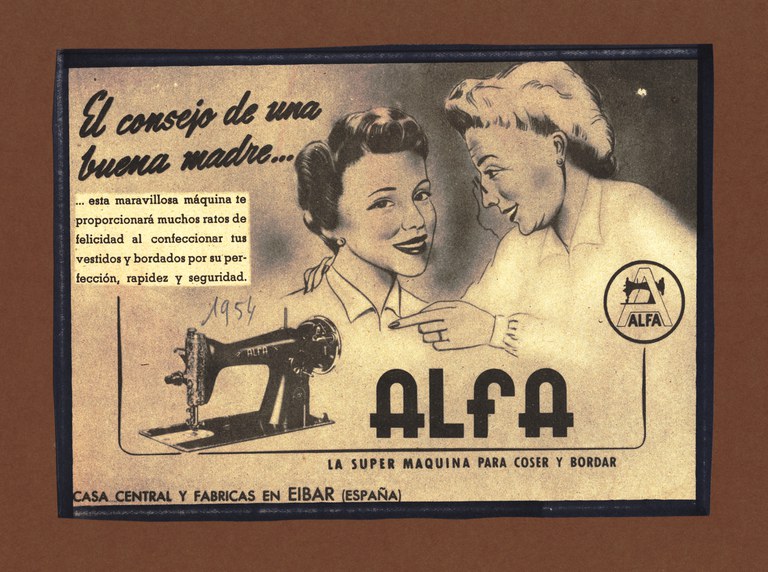 El consejo de una
buena madre...
... esta maravillosa máquina te
proporcionará muchos ratos de
felicidad al confeccionar tus
vestidos y bordados por su per-
fección, rapidez y seguridad.
1954
ALFA
ALFA
ALFA
LA SUPER MAQUINA PARA COSER Y BORDAR
CASA CENTRAL Y FABRICAS EN EIBAR (ESPAÑA)